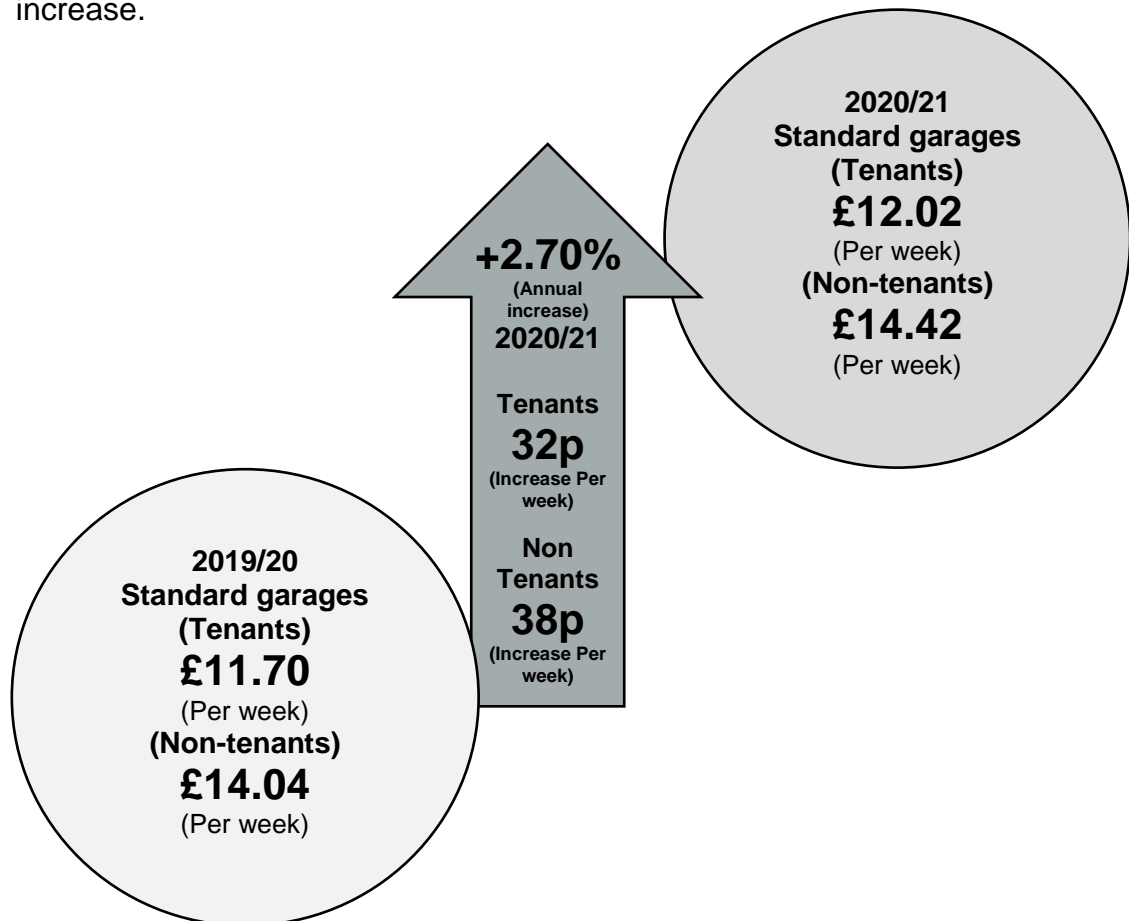 increase.
2020/21
Standard garages
(Tenants)
£12.02
(Per week)
(Non-tenants)
£14.42
(Per week)
+2.70%
(Annual
increase)
2020/21
Tenants
32p
(Increase Per
week)
Non
Tenants
38p
(Increase Per
week)
2019/20
Standard garages
(Tenants)
£11.70
(Per week)
(Non-tenants)
£14.04
(Per week)